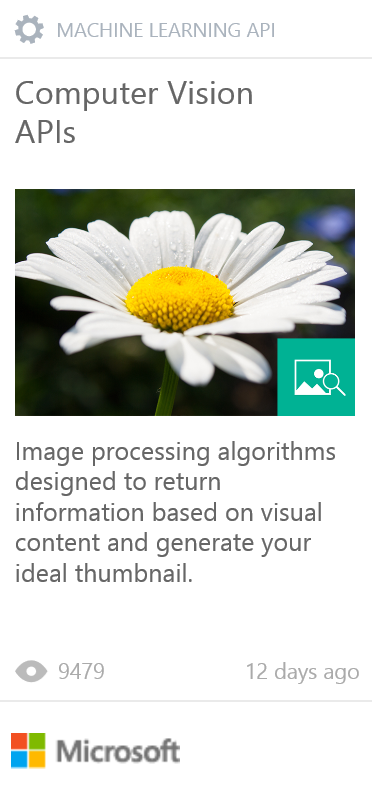 MACHINE LEARNING API
Computer Vision
APIs
Image processing algorithms
designed to return
information based on visual
content and generate your
ideal thumbnail.
9479 12 days ago
Microsoft